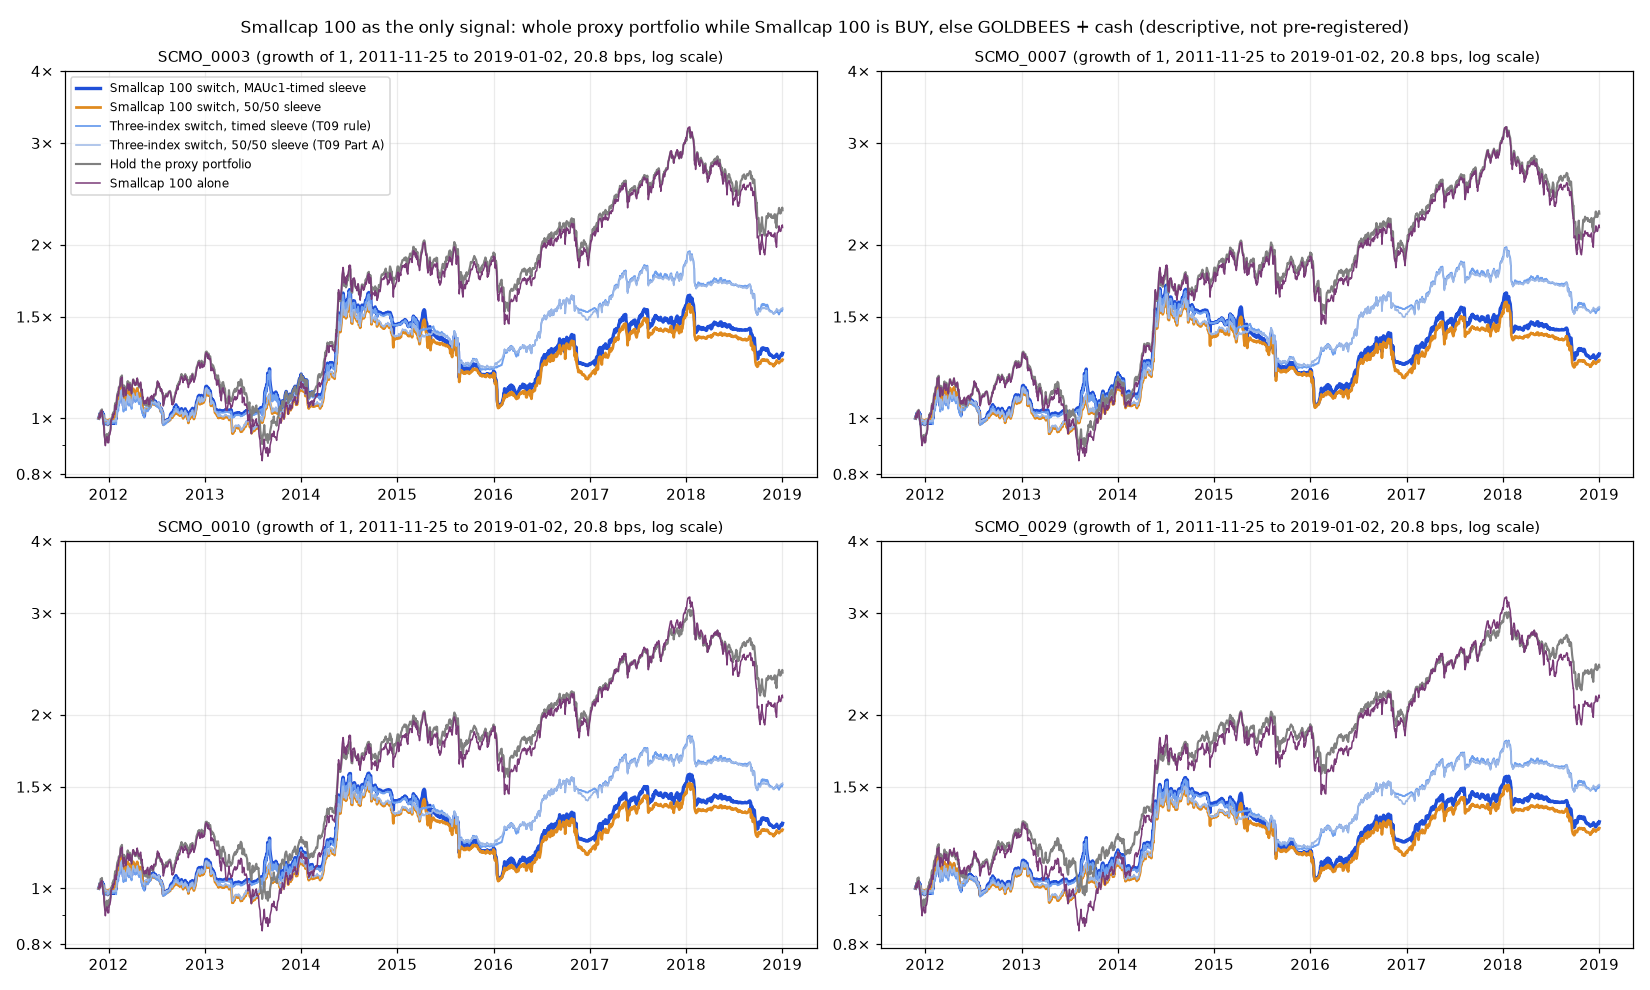 Smallcap 100 as the only signal: whole proxy portfolio while Smallcap 100 is BUY, else GOLDBEES + cash (descriptive, not pre-registered)
SCMO_0003 (growth of 1, 2011-11-25 to 2019-01-02, 20.8 bps, log scale)
4×
3×
2×
1.5×
1×
0.8×
Smallcap 100 switch, MAUc1-timed sleeve
Smallcap 100 switch, 50/50 sleeve
Three-index switch, timed sleeve (T09 rule)
Three-index switch, 50/50 sleeve (T09 Part A)
Hold the proxy portfolio
Smallcap 100 alone
2012 2013 2014 2015 2016 2017 2018 2019
SCMO_0007 (growth of 1, 2011-11-25 to 2019-01-02, 20.8 bps, log scale)
4×
3×
2×
1.5×
1×
0.8×
2012 2013 2014 2015 2016 2017 2018 2019
SCMO_0010 (growth of 1, 2011-11-25 to 2019-01-02, 20.8 bps, log scale)
4×
3×
2×
1.5×
1×
0.8×
2012 2013 2014 2015 2016 2017 2018 2019
SCMO_0029 (growth of 1, 2011-11-25 to 2019-01-02, 20.8 bps, log scale)
4×
3×
2×
1.5×
1×
0.8×
2012 2013 2014 2015 2016 2017 2018 2019